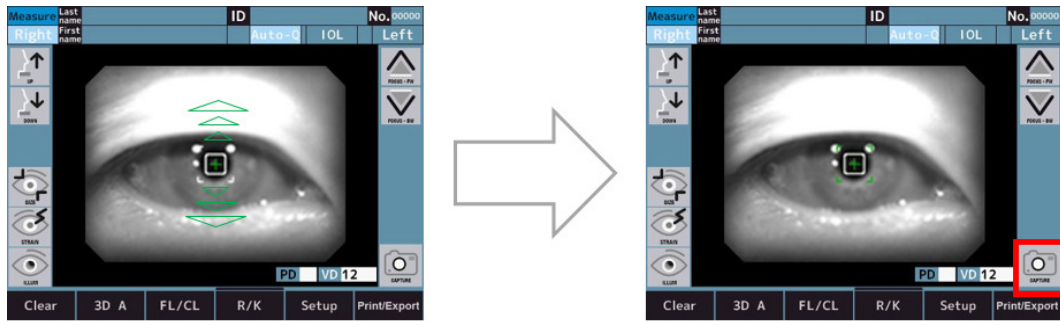 Measure Last name ID No. 00000
Right First name Auto-Q IOL Left
UP FOCUS - FW
DOWN FOCUS - BW
SIZE
STRAIN
ILLUM CAPTURE
PD VD 12
Clear 3D A FL/CL R/K Setup Print/Export
Measure Last name ID No. 00000
Right First name Auto-Q IOL Left
UP FOCUS - FW
DOWN FOCUS - BW
SIZE
STRAIN
ILLUM CAPTURE
PD VD 12
Clear 3D A FL/CL R/K Setup Print/Export